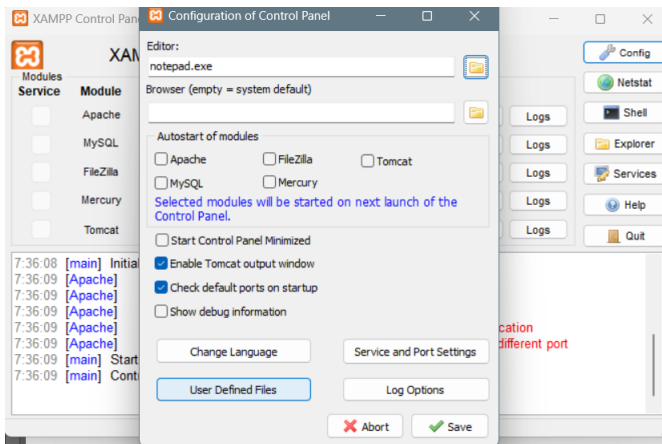 XAMPP Control Pan
Configuration of Control Panel
XAM
Config
Modules
Service Module
Netstat
Apache
Logs
Shell
MySQL
Logs
Explorer
FileZilla
Logs
Services
Mercury
Logs
Help
Tomcat
Logs
Quit
Editor:
notepad.exe
Browser (empty = system default)
Autostart of modules
Apache FileZilla Tomcat
MySQL Mercury
Selected modules will be started on next launch of the
Control Panel.
Start Control Panel Minimized
Enable Tomcat output window
Check default ports on startup
Show debug information
Change Language Service and Port Settings
User Defined Files Log Options
Abort Save
7:36:08 [main] Initial
7:36:09 [Apache]
7:36:09 [Apache]
7:36:09 [Apache]
7:36:09 [Apache] cation
7:36:09 [Apache] different port
7:36:09 [main] Start
7:36:09 [main] Cont